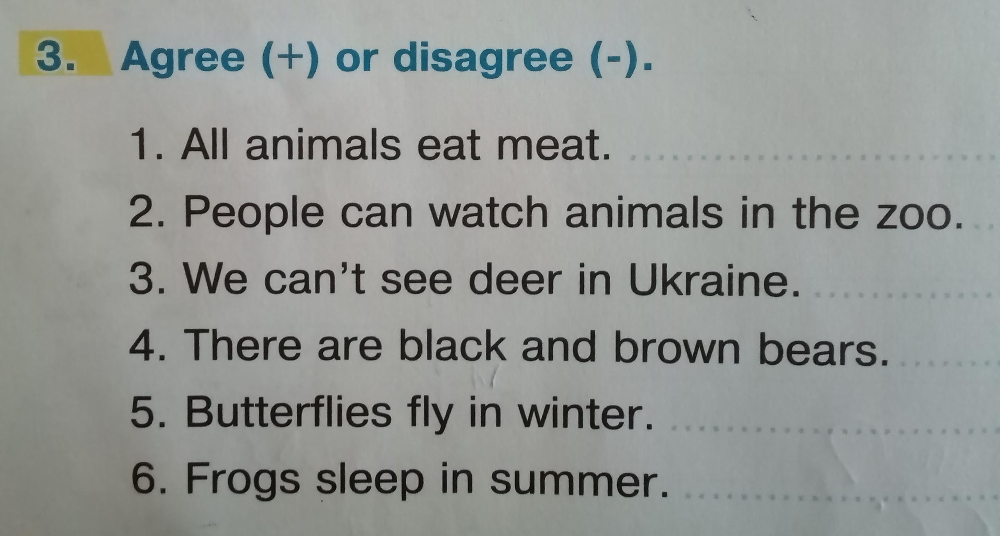 3. Agree (+) or disagree (-).
1. All animals eat meat. ..........................
2. People can watch animals in the zoo. ..
3. We can't see deer in Ukraine. .............
4. There are black and brown bears. .......
5. Butterflies fly in winter. .......................
6. Frogs sleep in summer. .......................